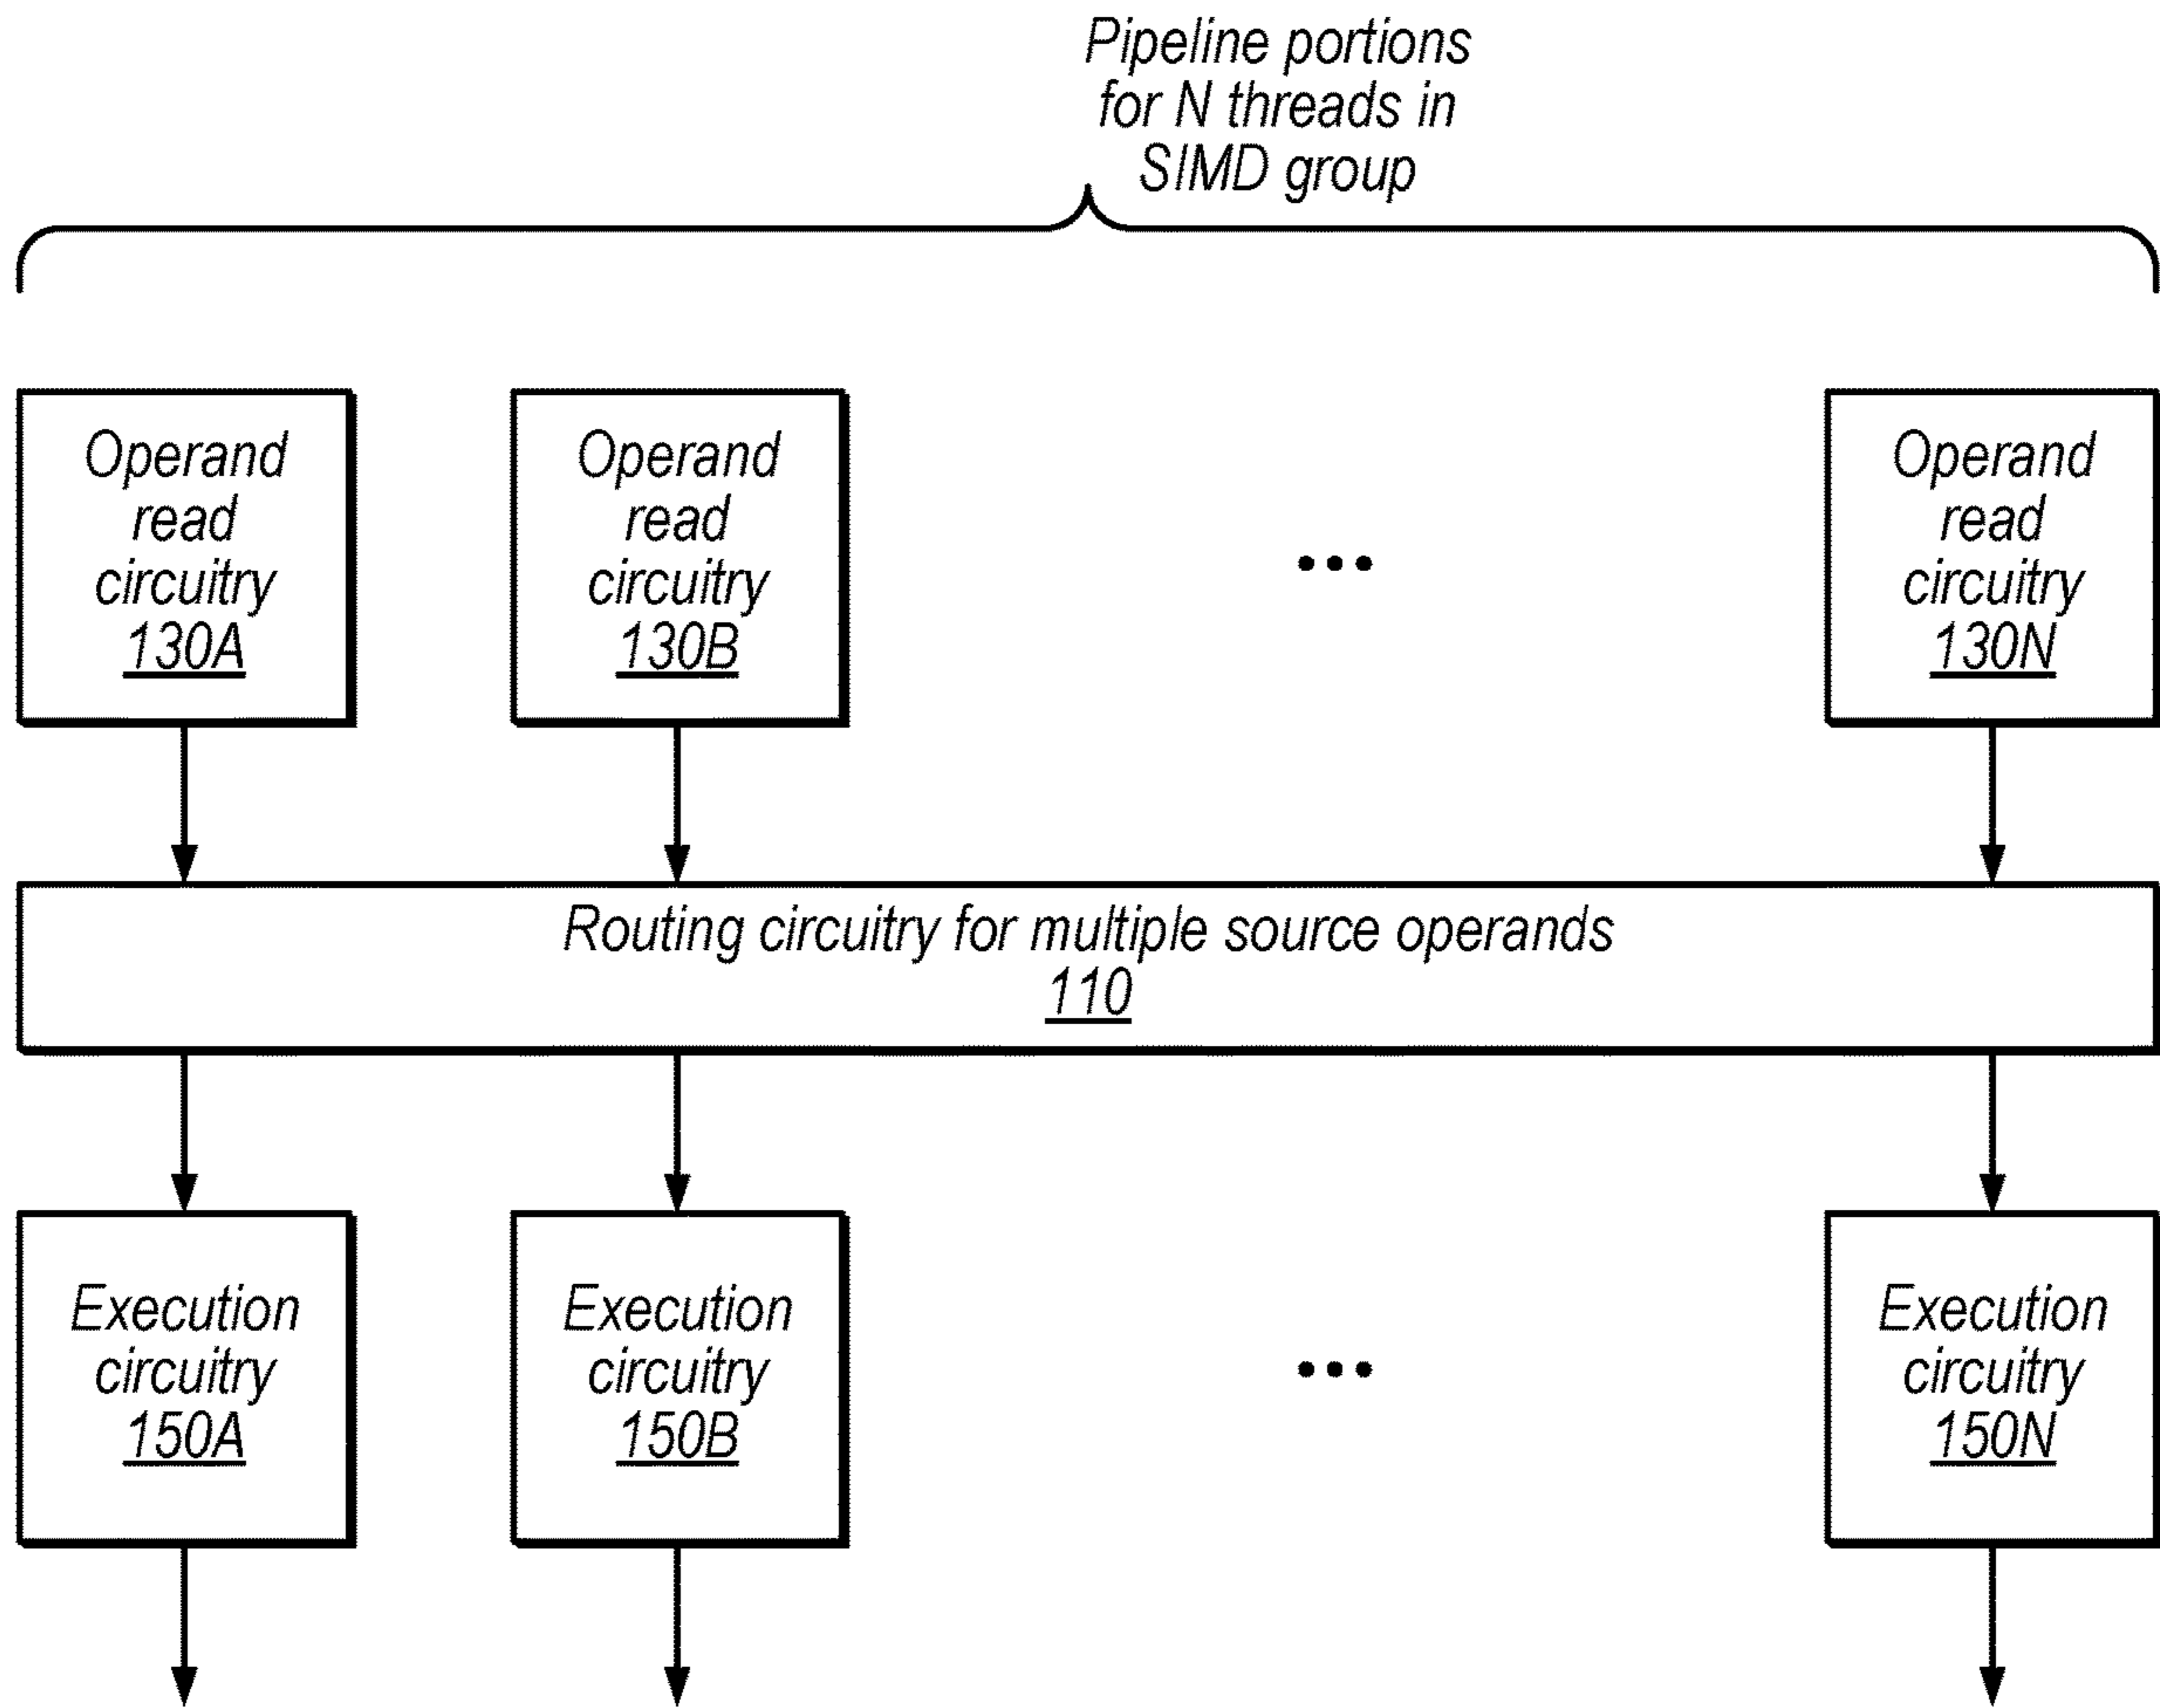 Pipeline portions
for N threads in
SIMD group
Operand
read
circuitry
130A
Operand
read
circuitry
130B
...
Operand
read
circuitry
130N
Routing circuitry for multiple source operands
110
Execution
circuitry
150A
Execution
circuitry
150B
...
Execution
circuitry
150N